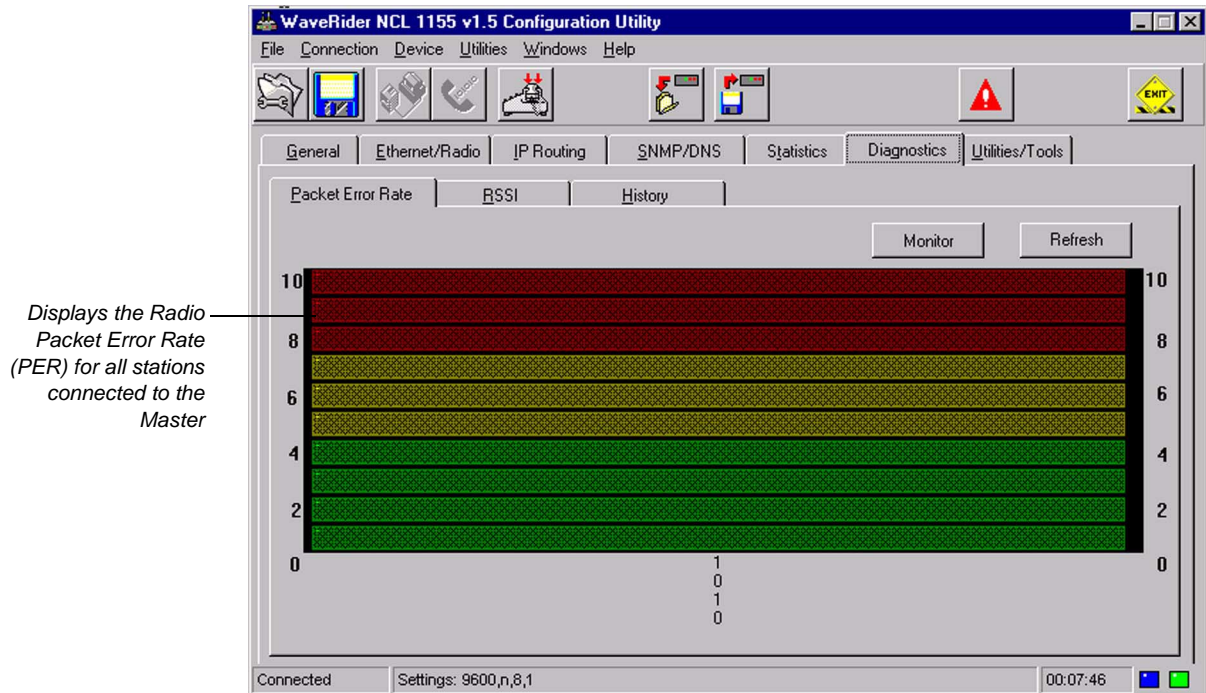 WaveRider NCL 1155 v1.5 Configuration Utility
File Connection Device Utilities Windows Help
EXIT
General Ethernet/Radio IP Routing SNMP/DNS Statistics Diagnostics Utilities/Tools
Packet Error Rate RSSI History
Monitor Refresh
10 10
Displays the Radio
Packet Error Rate
(PER) for all stations
connected to the
Master
8 8
6 6
4 4
2 2
0 0
1
0
1
0
Connected Settings: 9600,n,8,1 00:07:46